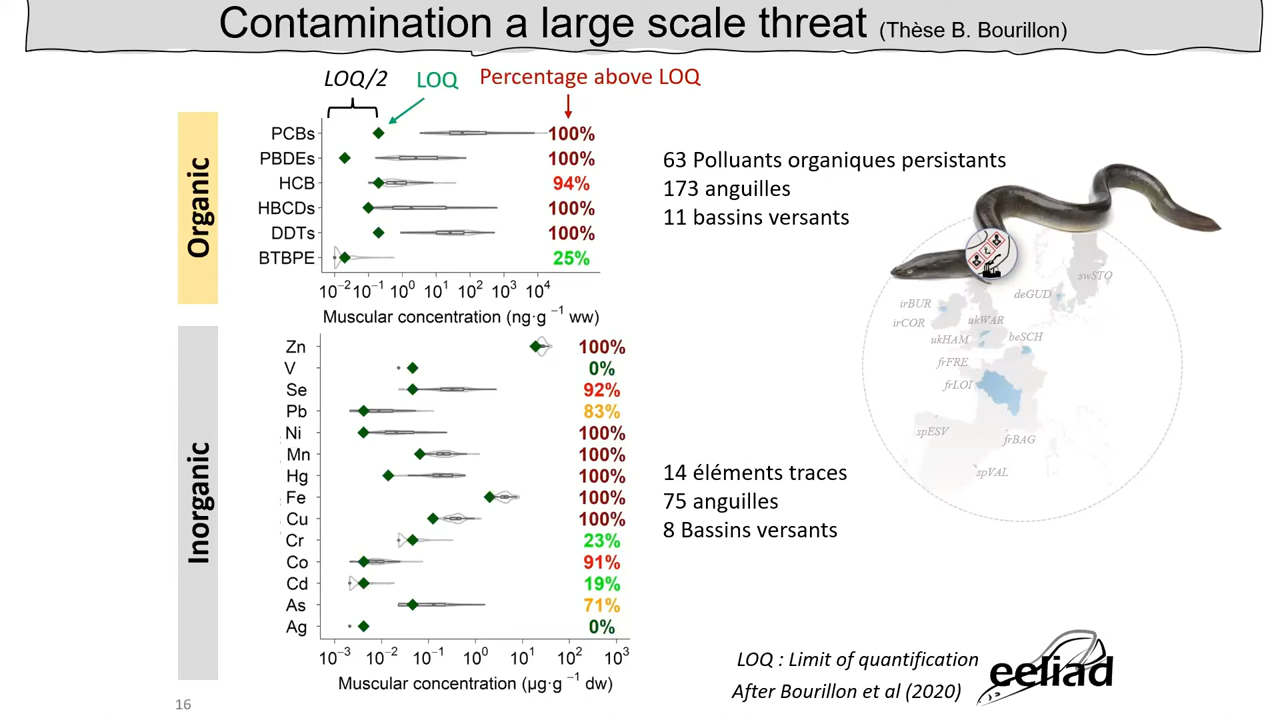 Contamination a large scale threat (Thèse B. Bourillon)
LOQ/2 LOQ Percentage above LOQ
Organic
PCBs 100%
PBDEs 100%
HCB 94%
HBCDs 100%
DDTs 100%
BTBPE 25%
10⁻² 10⁻¹ 10⁰ 10¹ 10² 10³ 10⁴
Muscular concentration (ng·g⁻¹ ww)
63 Polluants organiques persistants
173 anguilles
11 bassins versants
Inorganic
Zn 100%
V 0%
Se 92%
Pb 83%
Ni 100%
Mn 100%
Hg 100%
Fe 100%
Cu 100%
Cr 23%
Co 91%
Cd 19%
As 71%
Ag 0%
10⁻³ 10⁻² 10⁻¹ 10⁰ 10¹ 10² 10³
Muscular concentration (µg·g⁻¹ dw)
14 éléments traces
75 anguilles
8 Bassins versants
swSTO
deGUD
irBUR
irCOR
ukWAR
ukHAM
beSCH
frFRE
frLOI
spESV
frBAG
spVAL
LOQ : Limit of quantification
After Bourillon et al (2020)
eeliad
16